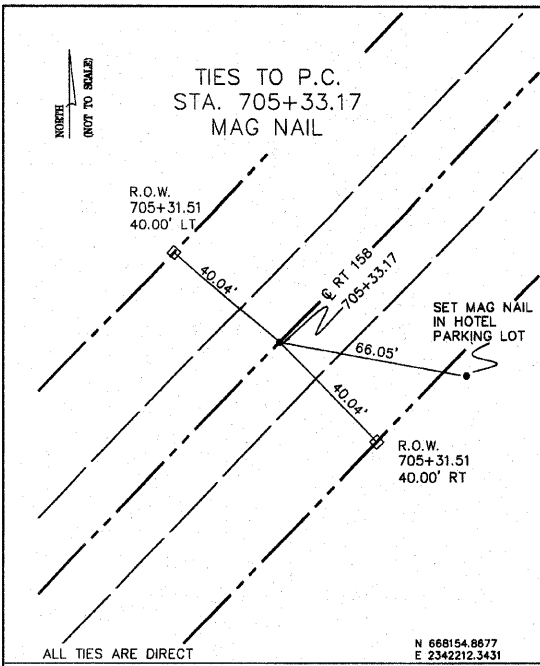 TIES TO P.C.
STA. 705+33.17
MAG NAIL
NORTH
(NOT TO SCALE)
R.O.W.
705+31.51
40.00' LT
40.04'
℄ RT 158
705+33.17
SET MAG NAIL
IN HOTEL
PARKING LOT
66.05'
40.04'
R.O.W.
705+31.51
40.00' RT
ALL TIES ARE DIRECT
N 668154.8677
E 2342212.3431